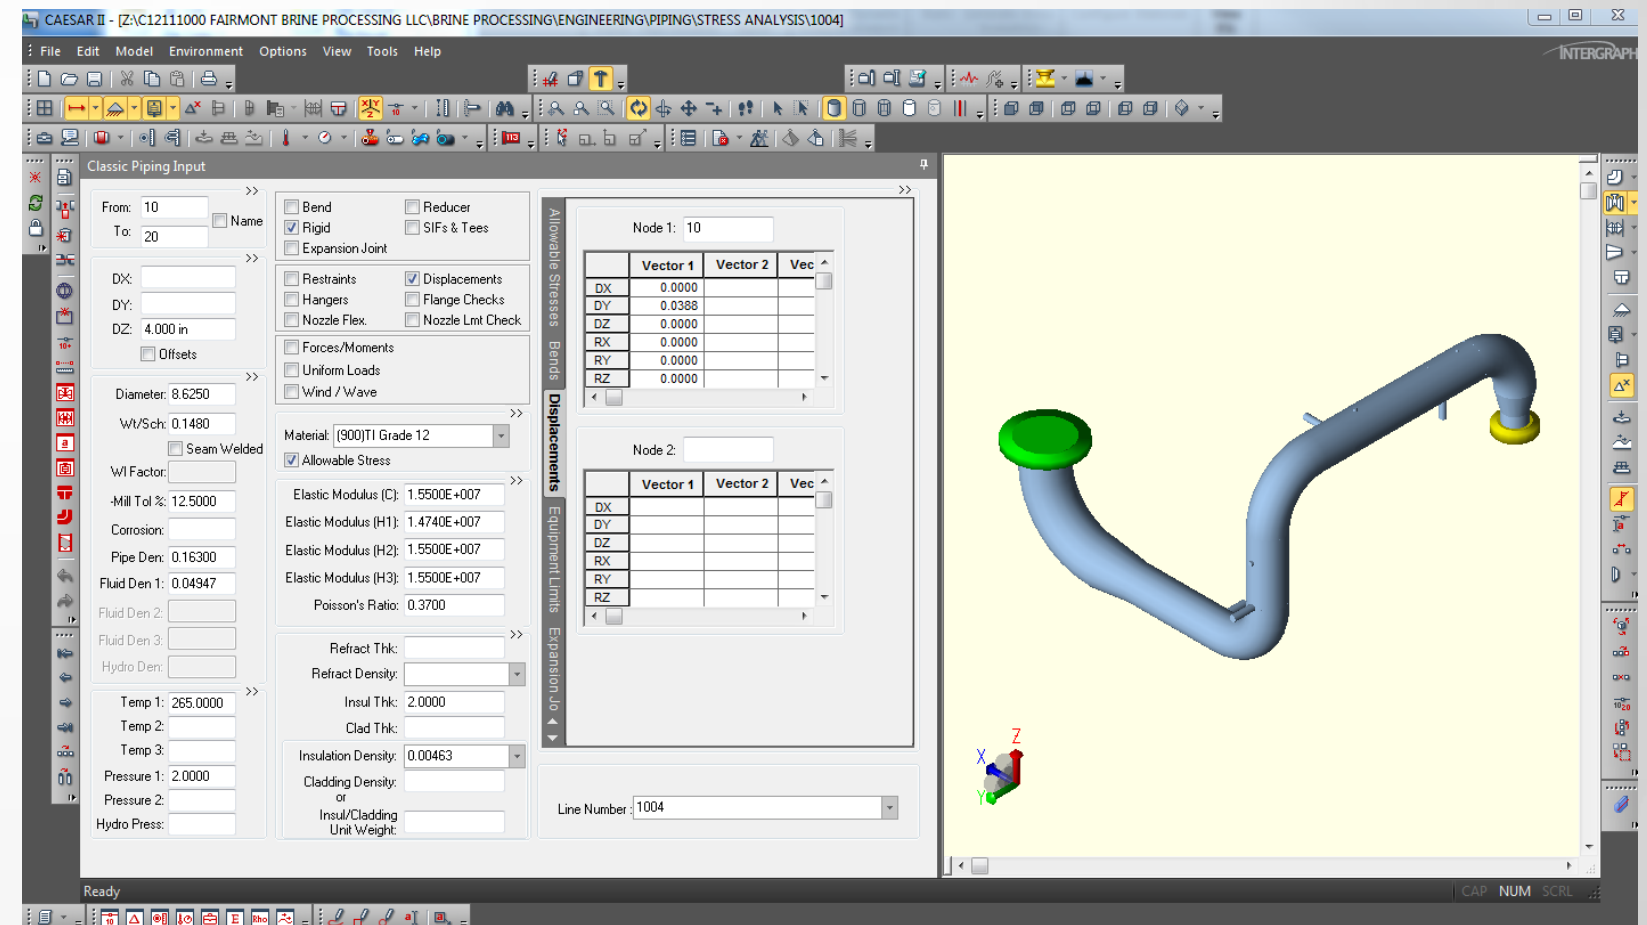 CAESAR II - [Z:\C12111000 FAIRMONT BRINE PROCESSING LLC\BRINE PROCESSING\ENGINEERING\PIPING\STRESS ANALYSIS\1004]
File Edit Model Environment Options View Tools Help
INTERGRAPH
Classic Piping Input
From: 10
To: 20
Name
DX:
DY:
DZ: 4.000 in
Offsets
Diameter: 8.6250
Wt/Sch: 0.1480
Seam Welded
WI Factor:
-Mill Tol %: 12.5000
Corrosion:
Pipe Den: 0.16300
Fluid Den 1: 0.04947
Fluid Den 2:
Fluid Den 3:
Hydro Den:
Temp 1: 265.0000
Temp 2:
Temp 3:
Pressure 1: 2.0000
Pressure 2:
Hydro Press:
Bend Reducer
Rigid SIFs & Tees
Expansion Joint
Restraints Displacements
Hangers Flange Checks
Nozzle Flex. Nozzle Lmt Check
Forces/Moments
Uniform Loads
Wind / Wave
Material: (900)TI Grade 12
Allowable Stress
Elastic Modulus (C): 1.5500E+007
Elastic Modulus (H1): 1.4740E+007
Elastic Modulus (H2): 1.5500E+007
Elastic Modulus (H3): 1.5500E+007
Poisson's Ratio: 0.3700
Refract Thk:
Refract Density:
Insul Thk: 2.0000
Clad Thk:
Insulation Density: 0.00463
Cladding Density:
or
Insul/Cladding
Unit Weight:
Allowable Stresses
Bends
Displacements
Equipment Limits
Expansion Jo
Node 1: 10
Vector 1 Vector 2 Vec
DX 0.0000
DY 0.0388
DZ 0.0000
RX 0.0000
RY 0.0000
RZ 0.0000
Node 2:
Vector 1 Vector 2 Vec
DX
DY
DZ
RX
RY
RZ
Line Number : 1004
Z
X
Y
Ready
CAP NUM SCRL